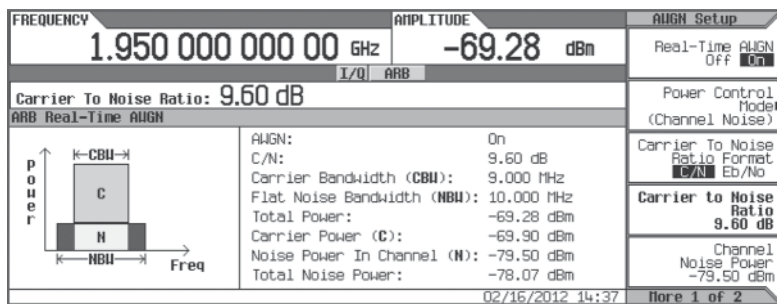 FREQUENCY
AMPLITUDE
1.950 000 000 00 GHz
-69.28 dBm
I/Q ARB
Carrier To Noise Ratio: 9.60 dB
ARB Real-Time AWGN
Power
CBW
C
N
NBW
Freq
AWGN: On
C/N: 9.60 dB
Carrier Bandwidth (CBW): 9.000 MHz
Flat Noise Bandwidth (NBW): 10.000 MHz
Total Power: -69.28 dBm
Carrier Power (C): -69.90 dBm
Noise Power In Channel (N): -79.50 dBm
Total Noise Power: -78.07 dBm
02/16/2012 14:37
AWGN Setup
Real-Time AWGN
Off On
Power Control
Mode
(Channel Noise)
Carrier To Noise
Ratio Format
C/N Eb/No
Carrier to Noise
Ratio
9.60 dB
Channel
Noise Power
-79.50 dBm
More 1 of 2